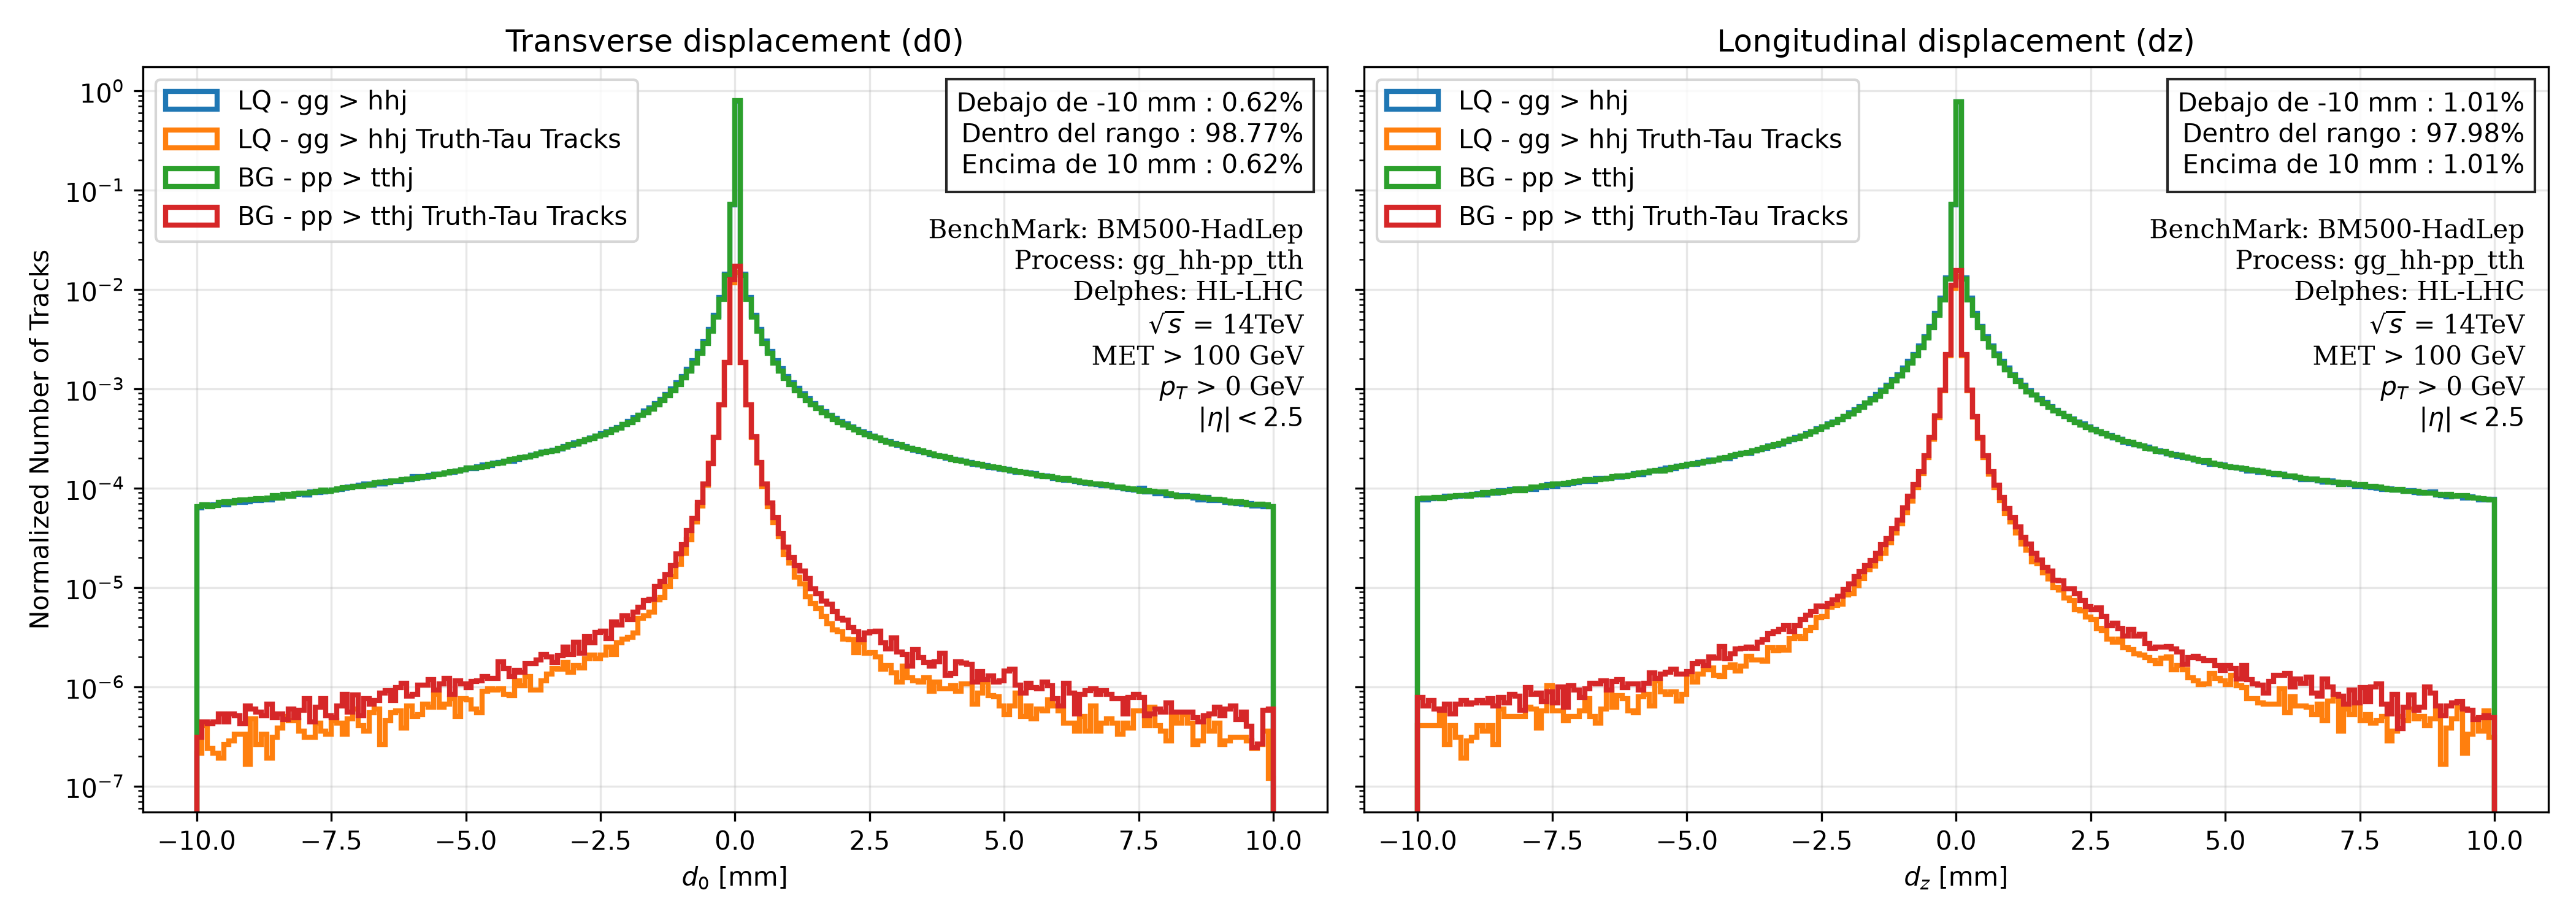 Transverse displacement (d0)
LQ - gg > hhj
LQ - gg > hhj Truth-Tau Tracks
BG - pp > tthj
BG - pp > tthj Truth-Tau Tracks
Debajo de -10 mm : 0.62%
Dentro del rango : 98.77%
Encima de 10 mm : 0.62%
BenchMark: BM500-HadLep
Process: gg_hh-pp_tth
Delphes: HL-LHC
√s = 14TeV
MET > 100 GeV
p_T > 0 GeV
|η| < 2.5
Normalized Number of Tracks
10⁰
10⁻¹
10⁻²
10⁻³
10⁻⁴
10⁻⁵
10⁻⁶
10⁻⁷
−10.0 −7.5 −5.0 −2.5 0.0 2.5 5.0 7.5 10.0
d₀ [mm]
Longitudinal displacement (dz)
LQ - gg > hhj
LQ - gg > hhj Truth-Tau Tracks
BG - pp > tthj
BG - pp > tthj Truth-Tau Tracks
Debajo de -10 mm : 1.01%
Dentro del rango : 97.98%
Encima de 10 mm : 1.01%
BenchMark: BM500-HadLep
Process: gg_hh-pp_tth
Delphes: HL-LHC
√s = 14TeV
MET > 100 GeV
p_T > 0 GeV
|η| < 2.5
−10.0 −7.5 −5.0 −2.5 0.0 2.5 5.0 7.5 10.0
d_z [mm]